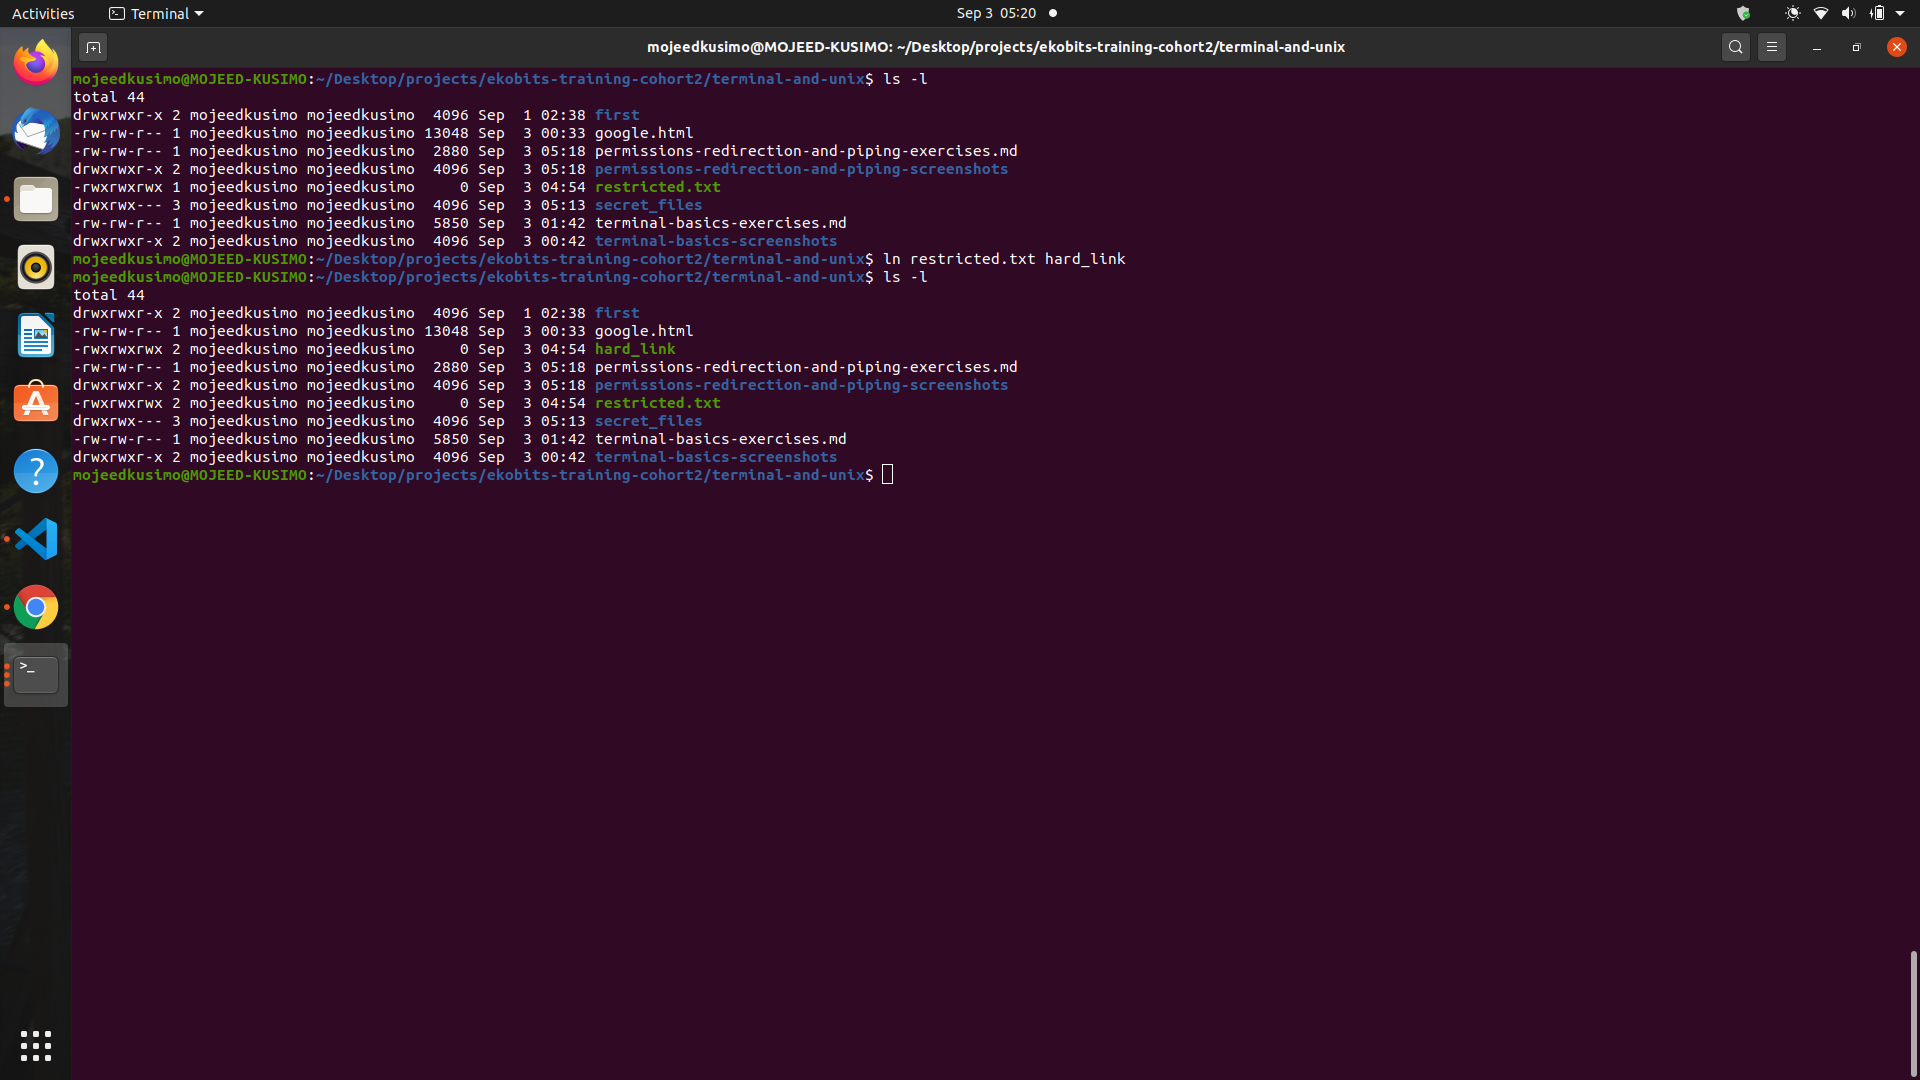 Activities Terminal Sep 3 05:20
mojeedkusimo@MOJEED-KUSIMO: ~/Desktop/projects/ekobits-training-cohort2/terminal-and-unix
mojeedkusimo@MOJEED-KUSIMO:~/Desktop/projects/ekobits-training-cohort2/terminal-and-unix$ ls -l
total 44
drwxrwxr-x 2 mojeedkusimo mojeedkusimo  4096 Sep  1 02:38 first
-rw-rw-r-- 1 mojeedkusimo mojeedkusimo 13048 Sep  3 00:33 google.html
-rw-rw-r-- 1 mojeedkusimo mojeedkusimo  2880 Sep  3 05:18 permissions-redirection-and-piping-exercises.md
drwxrwxr-x 2 mojeedkusimo mojeedkusimo  4096 Sep  3 05:18 permissions-redirection-and-piping-screenshots
-rwxrwxrwx 1 mojeedkusimo mojeedkusimo     0 Sep  3 04:54 restricted.txt
drwxrwx--- 3 mojeedkusimo mojeedkusimo  4096 Sep  3 05:13 secret_files
-rw-rw-r-- 1 mojeedkusimo mojeedkusimo  5850 Sep  3 01:42 terminal-basics-exercises.md
drwxrwxr-x 2 mojeedkusimo mojeedkusimo  4096 Sep  3 00:42 terminal-basics-screenshots
mojeedkusimo@MOJEED-KUSIMO:~/Desktop/projects/ekobits-training-cohort2/terminal-and-unix$ ln restricted.txt hard_link
mojeedkusimo@MOJEED-KUSIMO:~/Desktop/projects/ekobits-training-cohort2/terminal-and-unix$ ls -l
total 44
drwxrwxr-x 2 mojeedkusimo mojeedkusimo  4096 Sep  1 02:38 first
-rw-rw-r-- 1 mojeedkusimo mojeedkusimo 13048 Sep  3 00:33 google.html
-rwxrwxrwx 2 mojeedkusimo mojeedkusimo     0 Sep  3 04:54 hard_link
-rw-rw-r-- 1 mojeedkusimo mojeedkusimo  2880 Sep  3 05:18 permissions-redirection-and-piping-exercises.md
drwxrwxr-x 2 mojeedkusimo mojeedkusimo  4096 Sep  3 05:18 permissions-redirection-and-piping-screenshots
-rwxrwxrwx 2 mojeedkusimo mojeedkusimo     0 Sep  3 04:54 restricted.txt
drwxrwx--- 3 mojeedkusimo mojeedkusimo  4096 Sep  3 05:13 secret_files
-rw-rw-r-- 1 mojeedkusimo mojeedkusimo  5850 Sep  3 01:42 terminal-basics-exercises.md
drwxrwxr-x 2 mojeedkusimo mojeedkusimo  4096 Sep  3 00:42 terminal-basics-screenshots
mojeedkusimo@MOJEED-KUSIMO:~/Desktop/projects/ekobits-training-cohort2/terminal-and-unix$